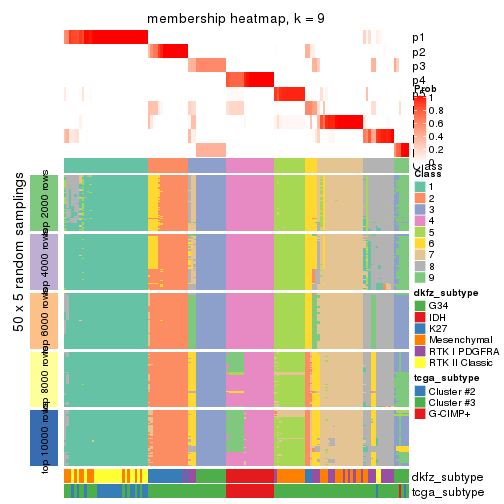 membership heatmap, k = 9
p1
p2
p3
p4
Prob
1
0.8
0.6
0.4
0.2
0
Class
Class
1
2
3
4
5
6
7
8
9
dkfz_subtype
G34
IDH
K27
Mesenchymal
RTK I PDGFRA
RTK II Classic
tcga_subtype
Cluster #2
Cluster #3
G-CIMP+
50 x 5 random samplings
top 2000 rows
top 4000 rows
top 6000 rows
top 8000 rows
top 10000 rows
dkfz_subtype
tcga_subtype